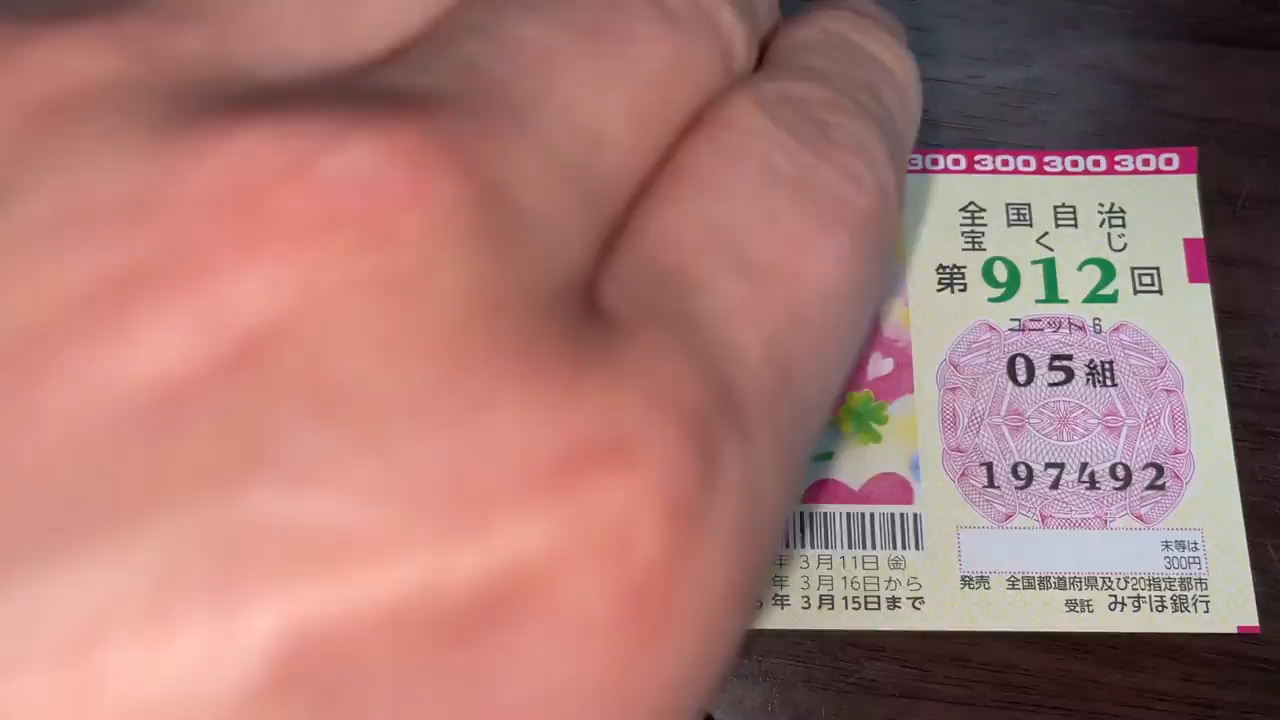 300 300 300 300
全国自治
宝くじ
第912回
ユニット 6
05組
197492
末等は
300円
年 3月11日(金)
年 3月16日から
年 3月15日まで
発売 全国都道府県及び20指定都市
受託 みずほ銀行